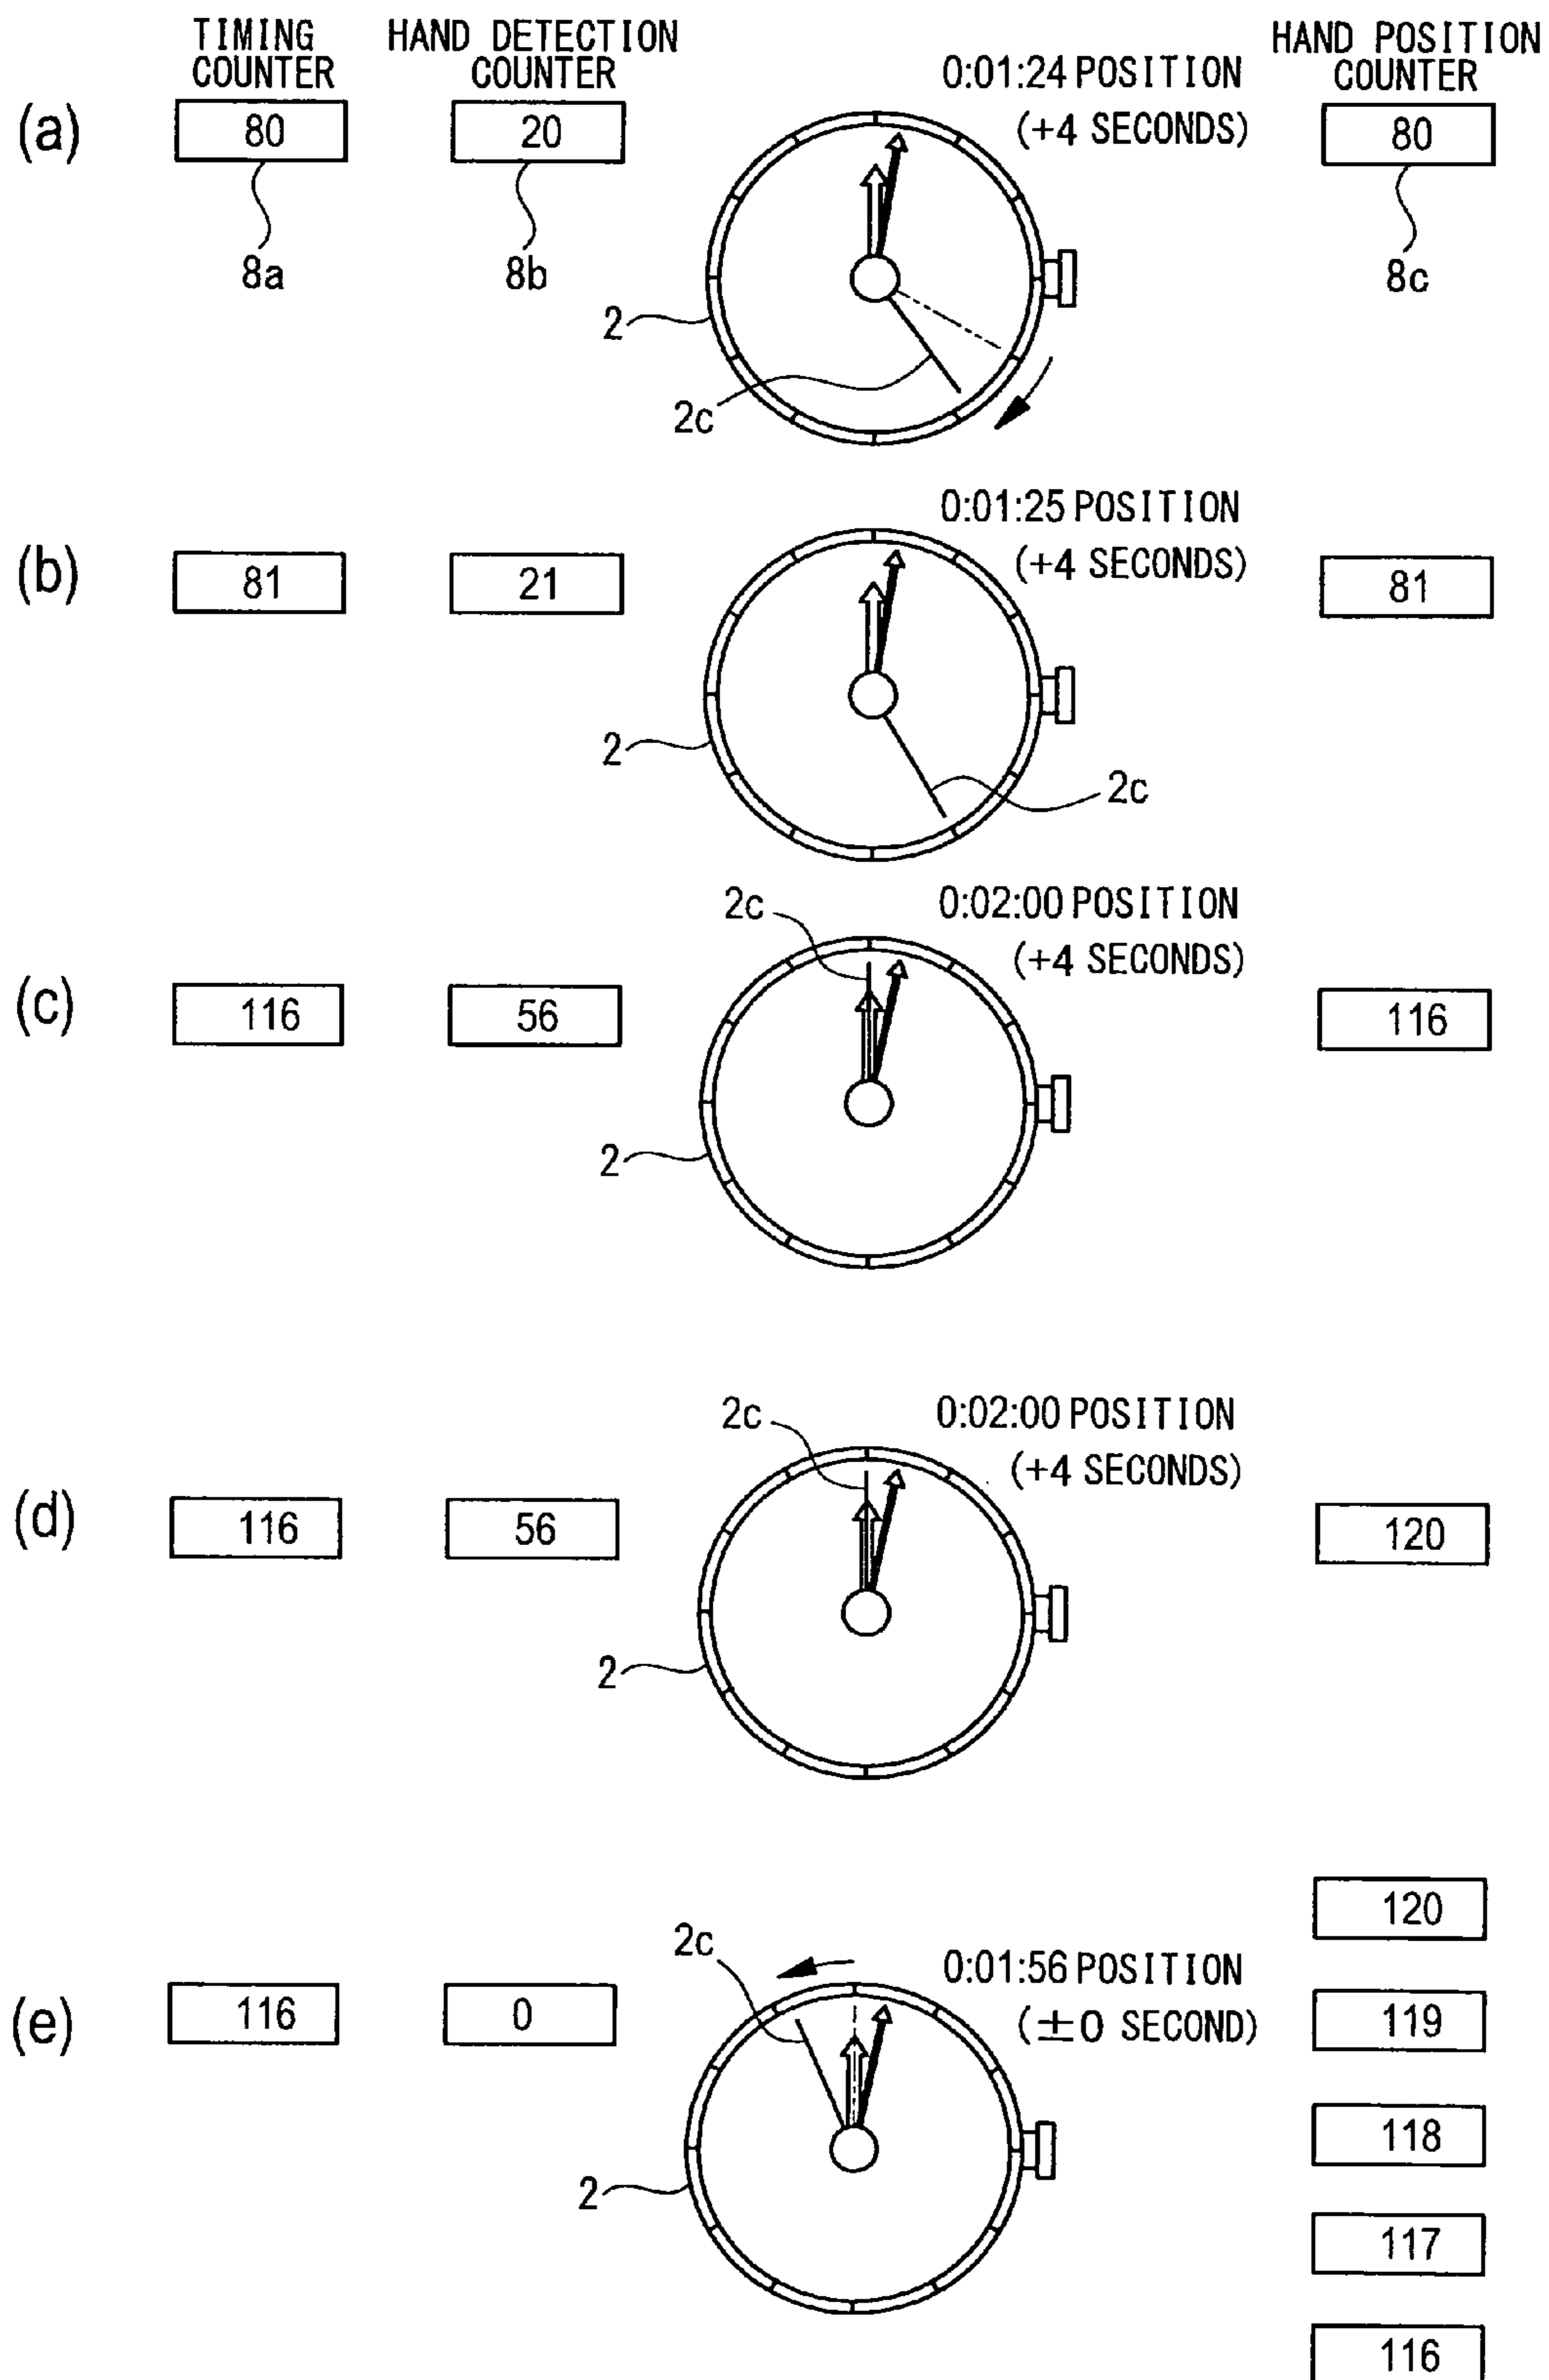 TIMING COUNTER
HAND DETECTION COUNTER
HAND POSITION COUNTER
0:01:24 POSITION
(+4 SECONDS)
(a)
80
20
80
8a
8b
8c
2
2c
0:01:25 POSITION
(+4 SECONDS)
(b)
81
21
81
2
2c
2c
0:02:00 POSITION
(+4 SECONDS)
(c)
116
56
116
2
2c
0:02:00 POSITION
(+4 SECONDS)
(d)
116
56
120
2
120
2c
0:01:56 POSITION
(±0 SECOND)
(e)
116
0
119
118
2
117
116